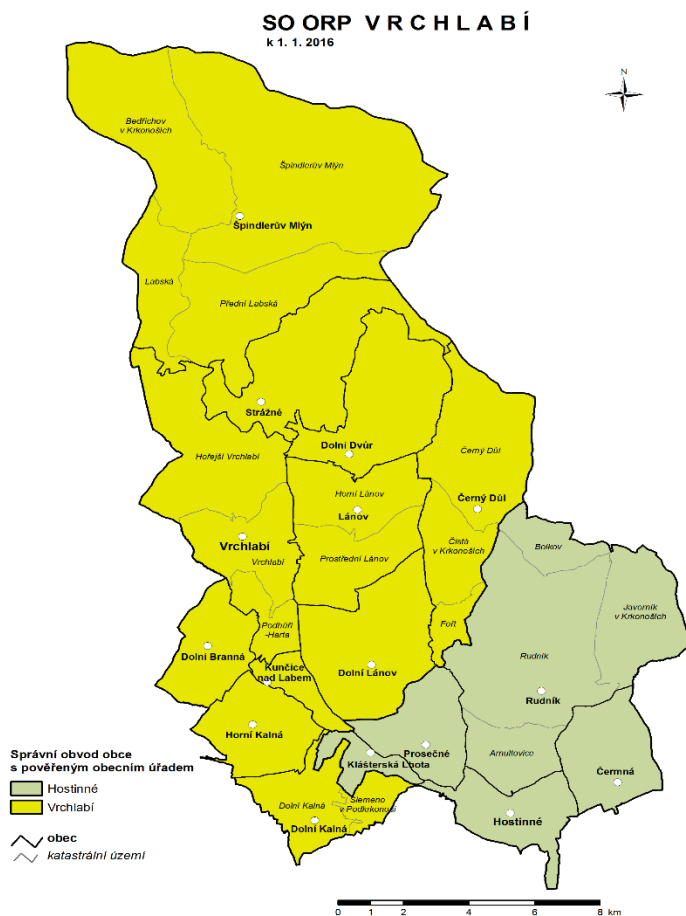 SO ORP VRCHLABÍ
k 1. 1. 2016
N
Bedřichov
v Krkonoších
Špindlerův Mlýn
Špindlerův Mlýn
Labská
Přední Labská
Strážné
Dolní Dvůr
Hořejší Vrchlabí
Černý Důl
Horní Lánov
Lánov
Černý Důl
Vrchlabí
Vrchlabí
Prostřední Lánov
Čistá
v Krkonoších
Bolkov
Javorník
v Krkonoších
Podhůří
-Harta
Fořt
Dolní Branná
Kunčice
nad Labem
Dolní Lánov
Rudník
Rudník
Horní Kalná
Prosečné
Arnultovice
Klášterská Lhota
Čermná
Dolní Kalná
Slemeno
v Podkrkonoší
Dolní Kalná
Hostinné
Správní obvod obce
s pověřeným obecním úřadem
Hostinné
Vrchlabí
obec
katastrální území
0 1 2 4 6 8 km